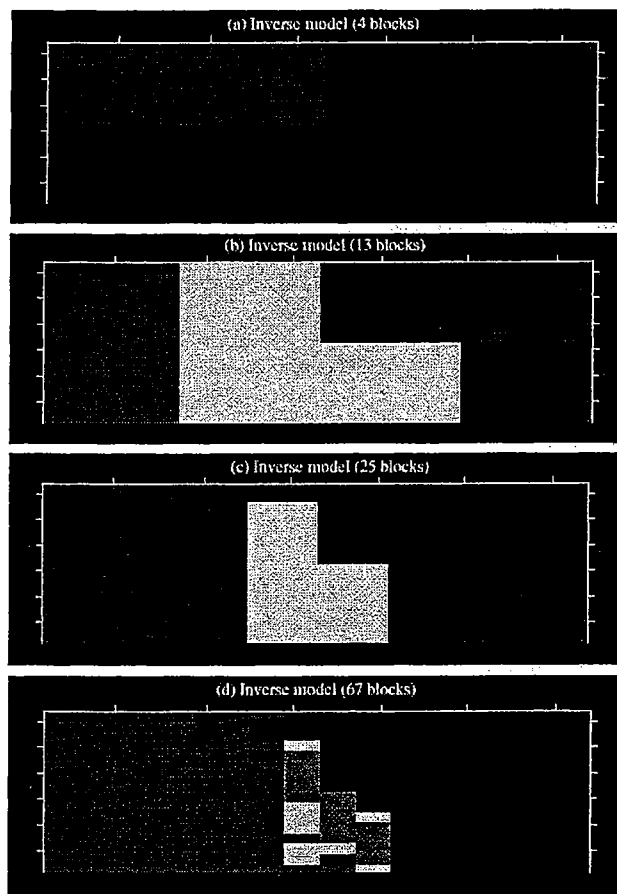 (a) Inverse model (4 blocks)
(b) Inverse model (13 blocks)
(c) Inverse model (25 blocks)
(d) Inverse model (67 blocks)